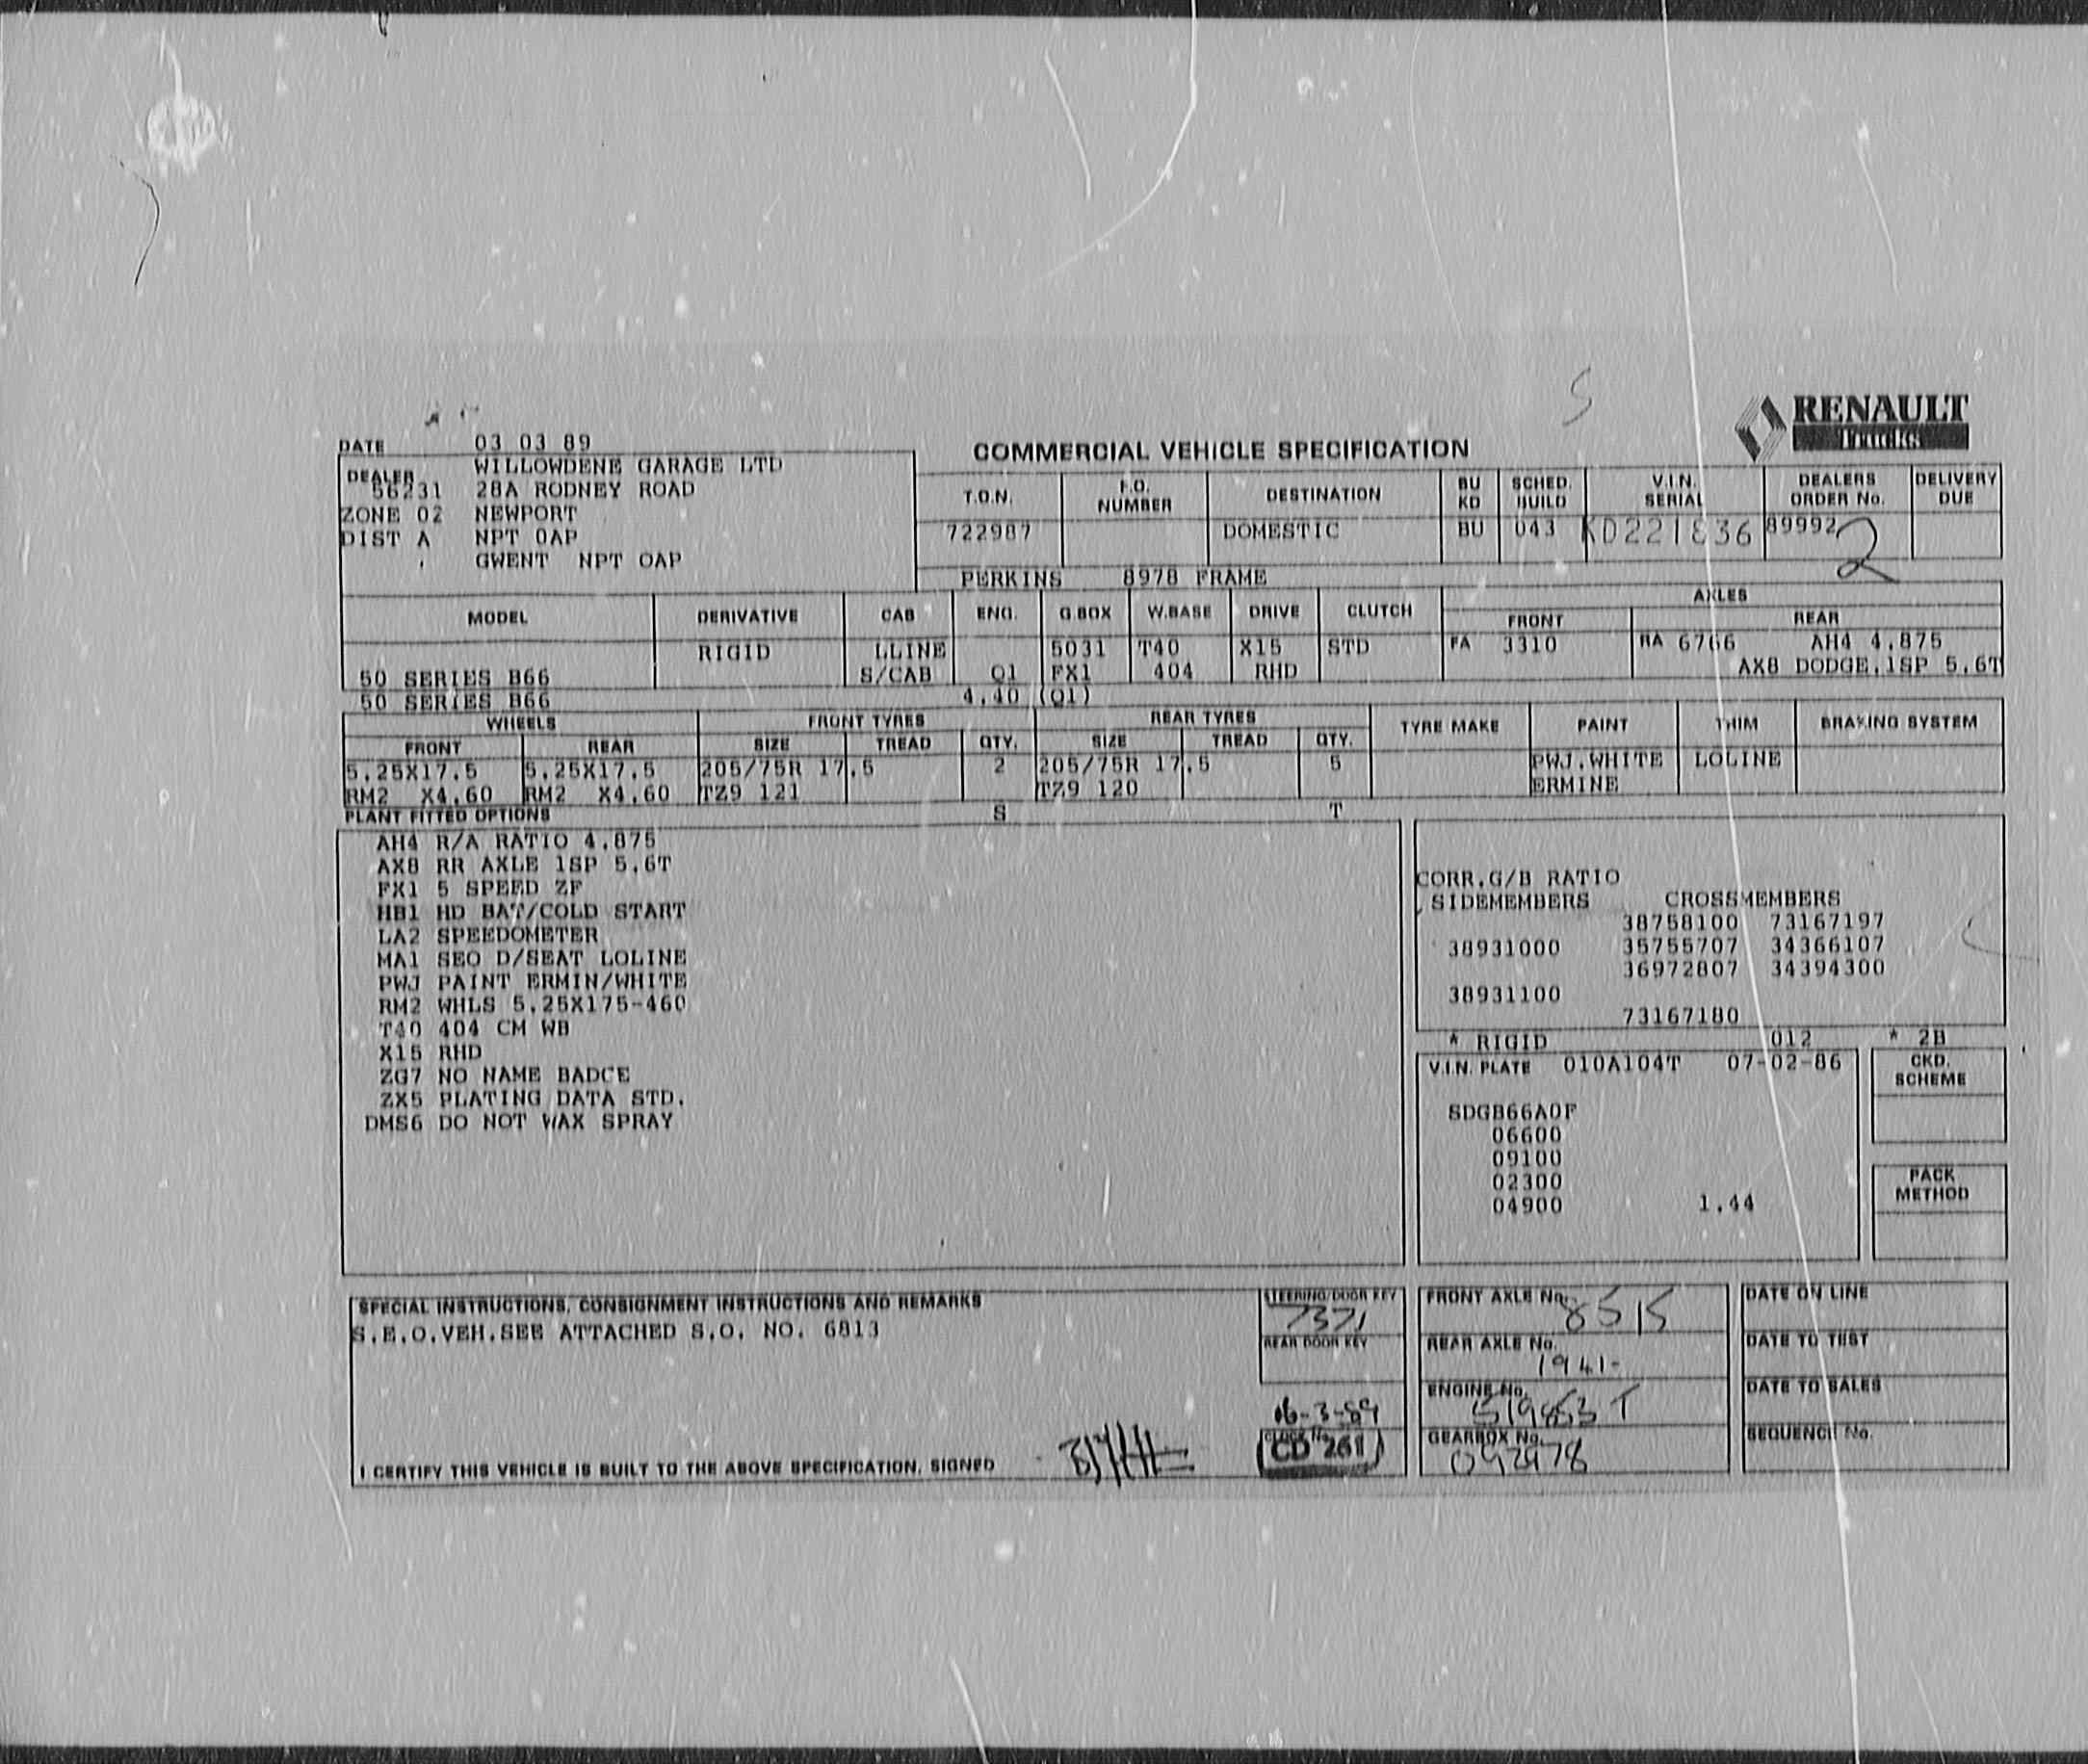 RENAULT
Trucks
DATE 03 03 89
COMMERCIAL VEHICLE SPECIFICATION
DEALER WILLOWDENE GARAGE LTD
56231 28A RODNEY ROAD
ZONE 02 NEWPORT
DIST A NPT 0AP
GWENT NPT OAP
T.O.N. F.O. NUMBER DESTINATION BU KD SCHED. BUILD V.I.N. SERIAL DEALERS ORDER No. DELIVERY DUE
722987 DOMESTIC BU 043 KD221836 89992 2
PERKINS 8978 FRAME
MODEL DERIVATIVE CAB ENG. G.BOX W.BASE DRIVE CLUTCH AXLES
FRONT REAR
RIGID LLINE 5031 T40 X15 STD FA 3310 RA 6766 AH4 4.875
50 SERIES B66 S/CAB Q1 FX1 404 RHD AX8 DODGE.1SP 5.6T
50 SERIES B66 4.40 (Q1)
WHEELS FRONT TYRES REAR TYRES TYRE MAKE PAINT TRIM BRAKING SYSTEM
FRONT REAR SIZE TREAD QTY. SIZE TREAD QTY.
5.25X17.5 5.25X17.5 205/75R 17.5 2 205/75R 17.5 5 PWJ.WHITE LOLINE
RM2 X4.60 RM2 X4.60 TZ9 121 TZ9 120 ERMINE
PLANT FITTED OPTIONS S T
AH4 R/A RATIO 4.875
AX8 RR AXLE 1SP 5.6T
FX1 5 SPEED ZF
HB1 HD BAT/COLD START
LA2 SPEEDOMETER
MA1 SEO D/SEAT LOLINE
PWJ PAINT ERMIN/WHITE
RM2 WHLS 5.25X175-460
T40 404 CM WB
X15 RHD
ZG7 NO NAME BADGE
ZX5 PLATING DATA STD.
DMS6 DO NOT WAX SPRAY
CORR.G/B RATIO
SIDEMEMBERS CROSSMEMBERS
38758100 73167197
38931000 35755707 34366107
36972807 34394300
38931100
73167180
* RIGID 012 * 2B
V.I.N. PLATE 010A104T 07-02-86
CKD. SCHEME
SDGB66A0F
06600
09100
02300
04900 1.44
PACK METHOD
SPECIAL INSTRUCTIONS, CONSIGNMENT INSTRUCTIONS AND REMARKS
S.E.O.VEH.SEE ATTACHED S.O. NO. 6813
STEERING/DOOR KEY
7371
REAR DOOR KEY
16-3-89
CLOCK No.
CD 261
I CERTIFY THIS VEHICLE IS BUILT TO THE ABOVE SPECIFICATION. SIGNED
FRONT AXLE No. 8515
REAR AXLE No. 1941-
ENGINE No. 519853 T
GEARBOX No. 092978
DATE ON LINE
DATE TO TEST
DATE TO SALES
SEQUENCE No.